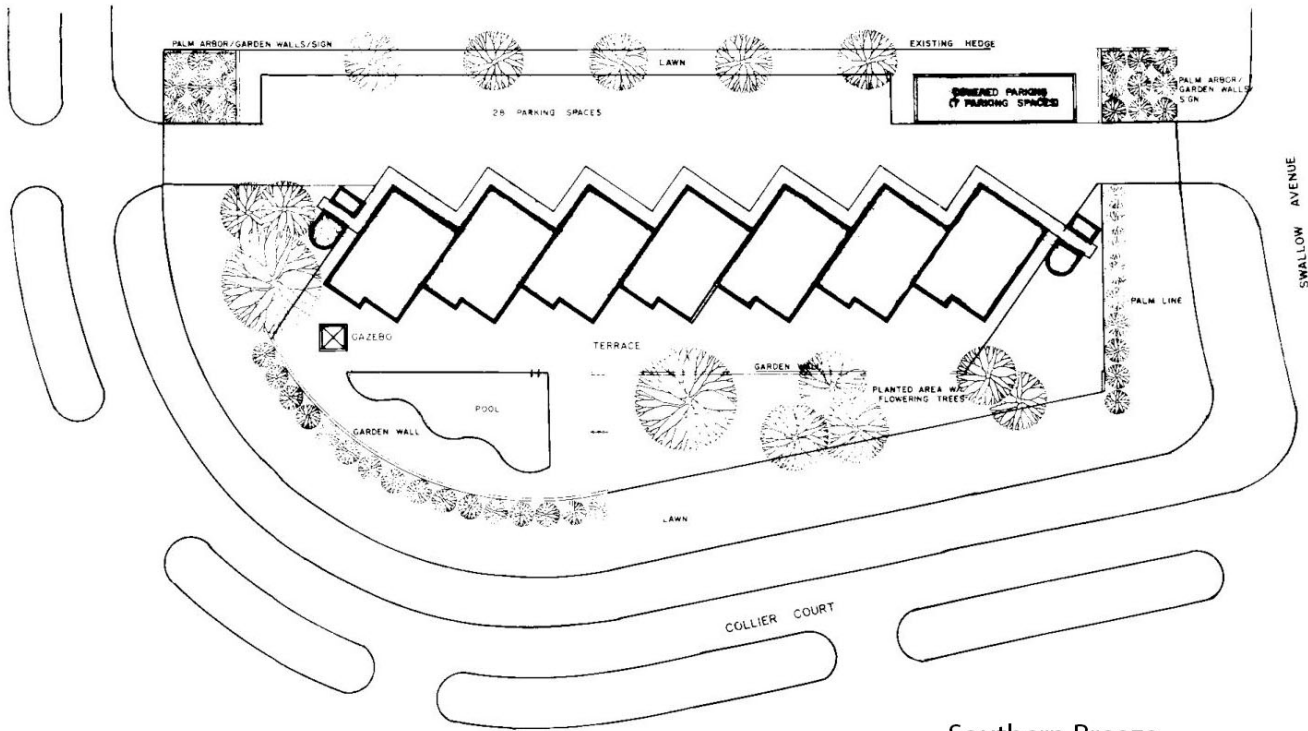 PALM ARBOR/GARDEN WALLS/SIGN
EXISTING HEDGE
LAWN
PALM ARBOR/
GARDEN WALLS/
SIGN
COVERED PARKING
(7 PARKING SPACES)
28 PARKING SPACES
SWALLOW AVENUE
PALM LINE
GAZEBO
TERRACE
GARDEN WALL
PLANTED AREA W/
FLOWERING TREES
POOL
GARDEN WALL
LAWN
COLLIER COURT
Southern Breeze